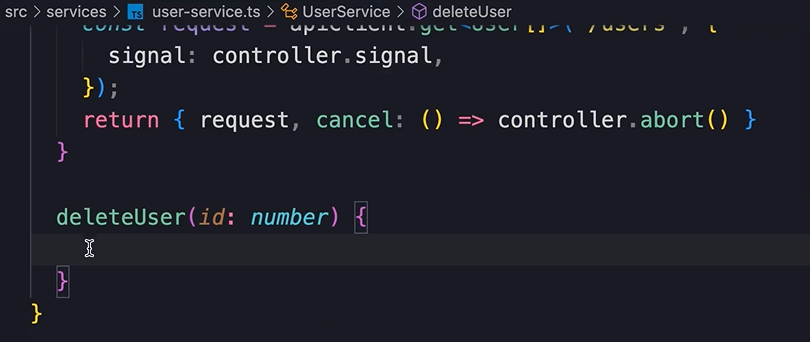 src > services > TS user-service.ts > UserService > deleteUser
const request = apiClient.get<User[]>("/users", {
signal: controller.signal,
});
return { request, cancel: () => controller.abort() }
}
deleteUser(id: number) {
}
}